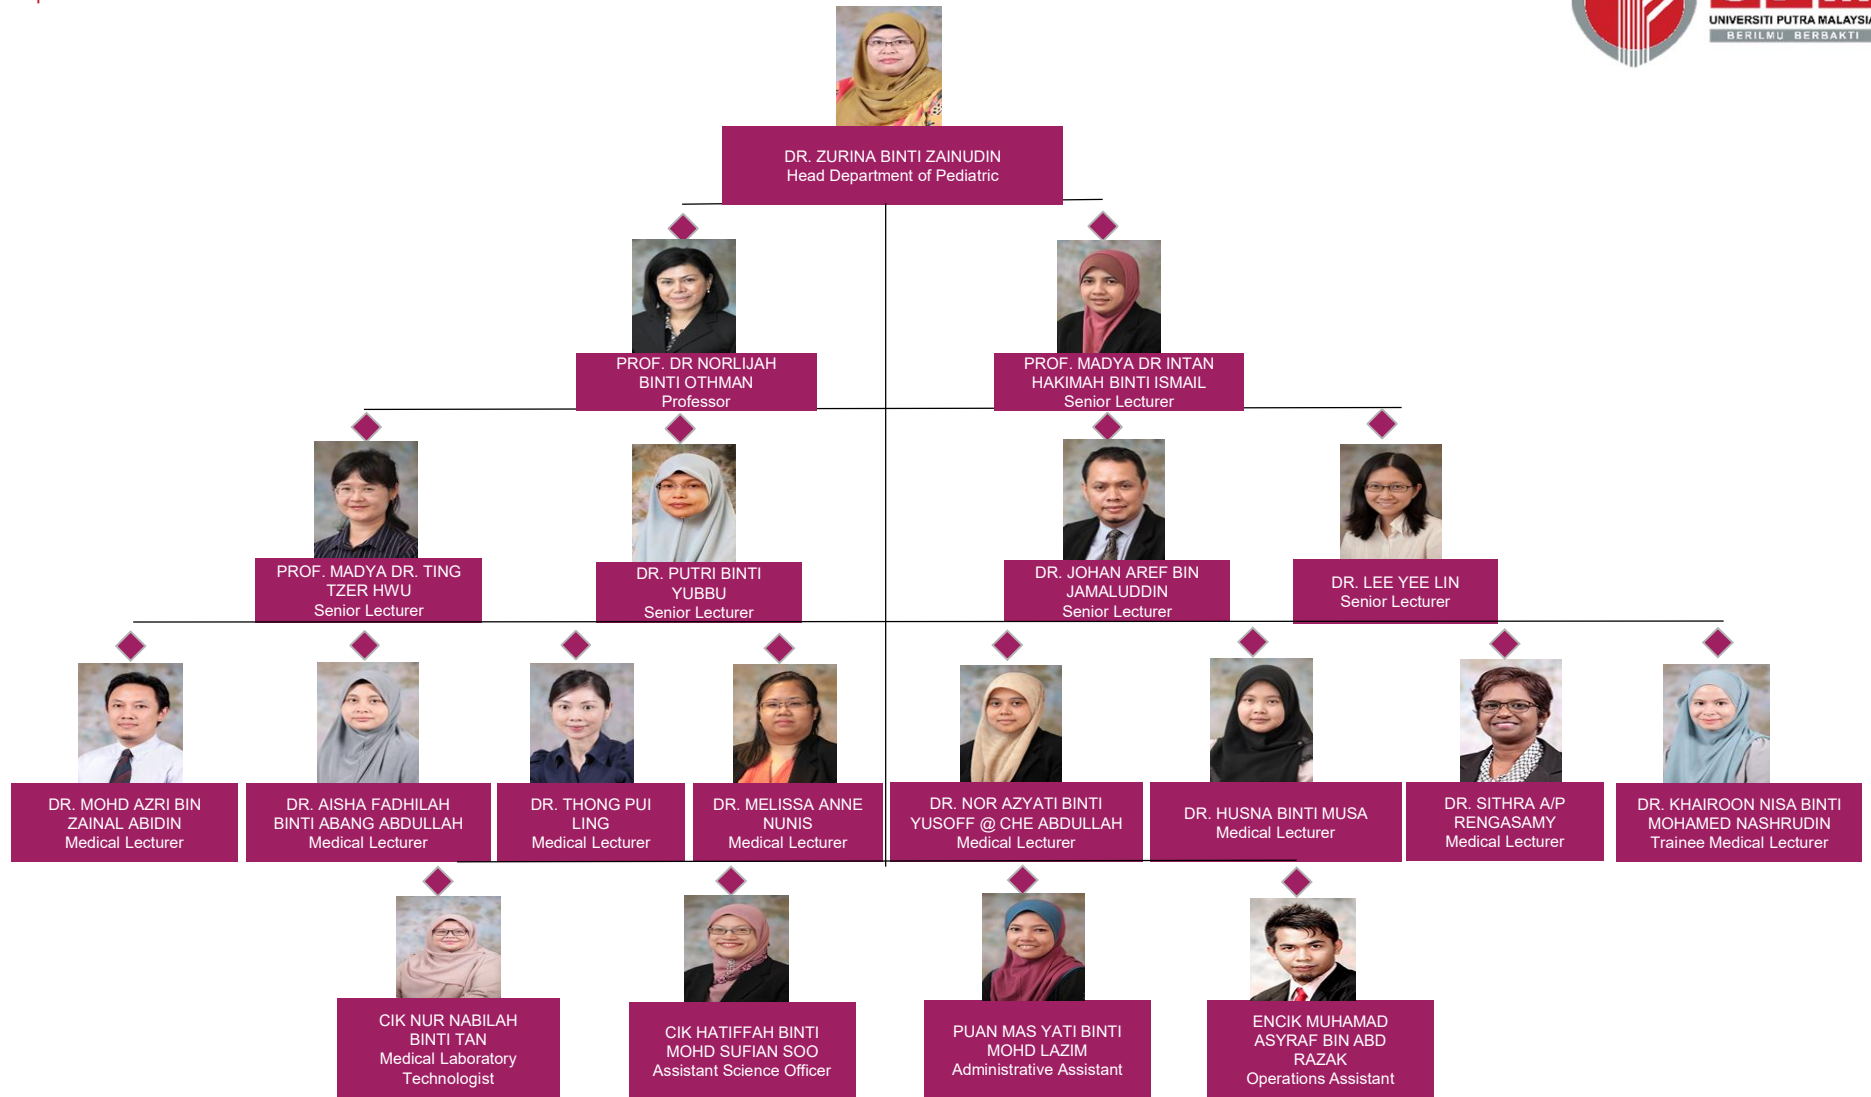 UNIVERSITI PUTRA MALAYSIA
BERILMU BERBAKTI
DR. ZURINA BINTI ZAINUDIN
Head Department of Pediatric
PROF. DR NORLIJAH
BINTI OTHMAN
Professor
PROF. MADYA DR INTAN
HAKIMAH BINTI ISMAIL
Senior Lecturer
PROF. MADYA DR. TING
TZER HWU
Senior Lecturer
DR. PUTRI BINTI
YUBBU
Senior Lecturer
DR. JOHAN AREF BIN
JAMALUDDIN
Senior Lecturer
DR. LEE YEE LIN
Senior Lecturer
DR. MOHD AZRI BIN
ZAINAL ABIDIN
Medical Lecturer
DR. AISHA FADHILAH
BINTI ABANG ABDULLAH
Medical Lecturer
DR. THONG PUI
LING
Medical Lecturer
DR. MELISSA ANNE
NUNIS
Medical Lecturer
DR. NOR AZYATI BINTI
YUSOFF @ CHE ABDULLAH
Medical Lecturer
DR. HUSNA BINTI MUSA
Medical Lecturer
DR. SITHRA A/P
RENGASAMY
Medical Lecturer
DR. KHAIROON NISA BINTI
MOHAMED NASHRUDIN
Trainee Medical Lecturer
CIK NUR NABILAH
BINTI TAN
Medical Laboratory
Technologist
CIK HATIFFAH BINTI
MOHD SUFIAN SOO
Assistant Science Officer
PUAN MAS YATI BINTI
MOHD LAZIM
Administrative Assistant
ENCIK MUHAMAD
ASYRAF BIN ABD
RAZAK
Operations Assistant